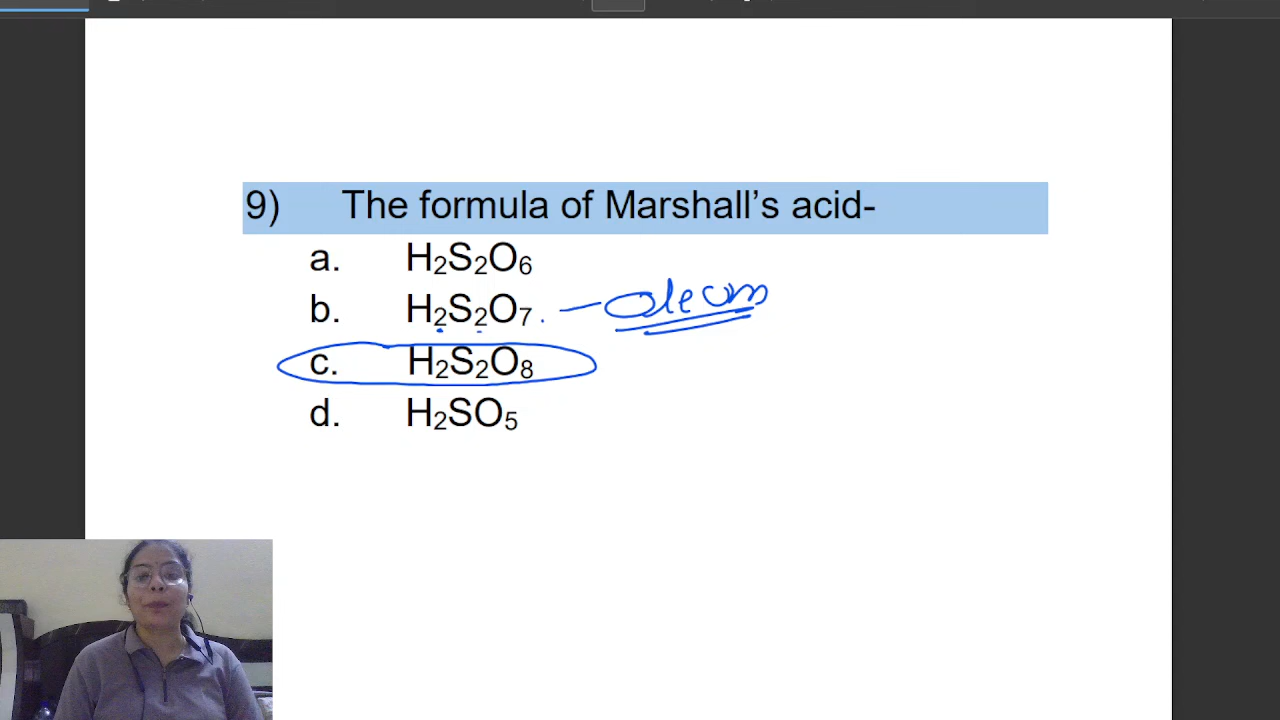 9) The formula of Marshall’s acid-
a. H₂S₂O₆
b. H₂S₂O₇ . — Oleum
c. H₂S₂O₈
d. H₂SO₅